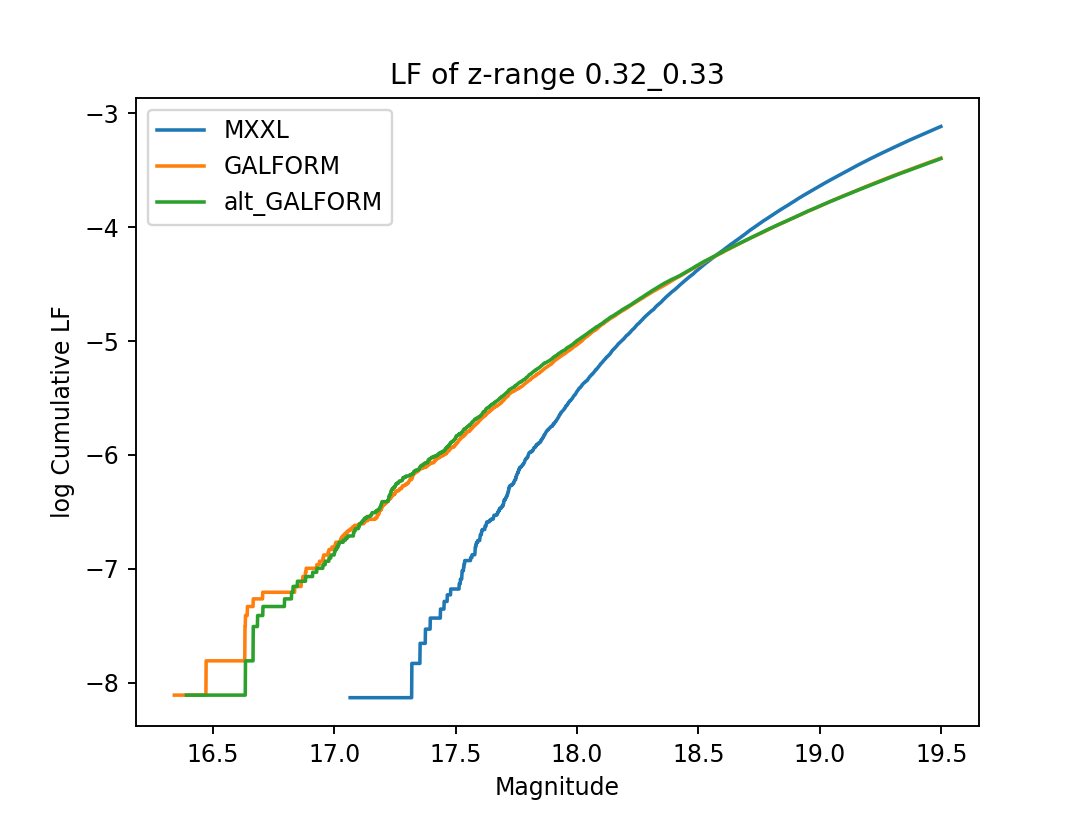 LF of z-range 0.32_0.33
MXXL
GALFORM
alt_GALFORM
−3
−4
−5
−6
−7
−8
log Cumulative LF
16.5 17.0 17.5 18.0 18.5 19.0 19.5
Magnitude